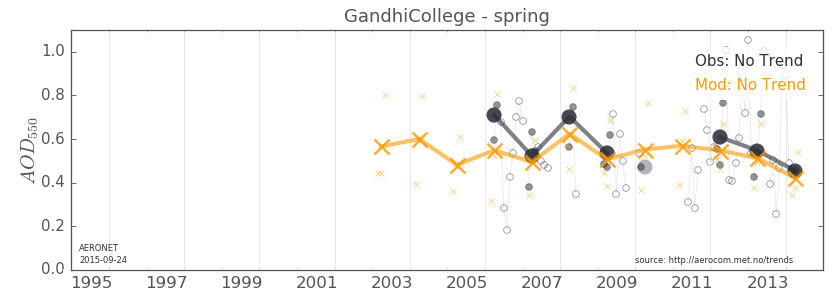 GandhiCollege - spring
1.0
0.8
0.6
0.4
0.2
0.0
AOD550
Obs: No Trend
Mod: No Trend
AERONET
2015-09-24
source: http://aerocom.met.no/trends
1995 1997 1999 2001 2003 2005 2007 2009 2011 2013